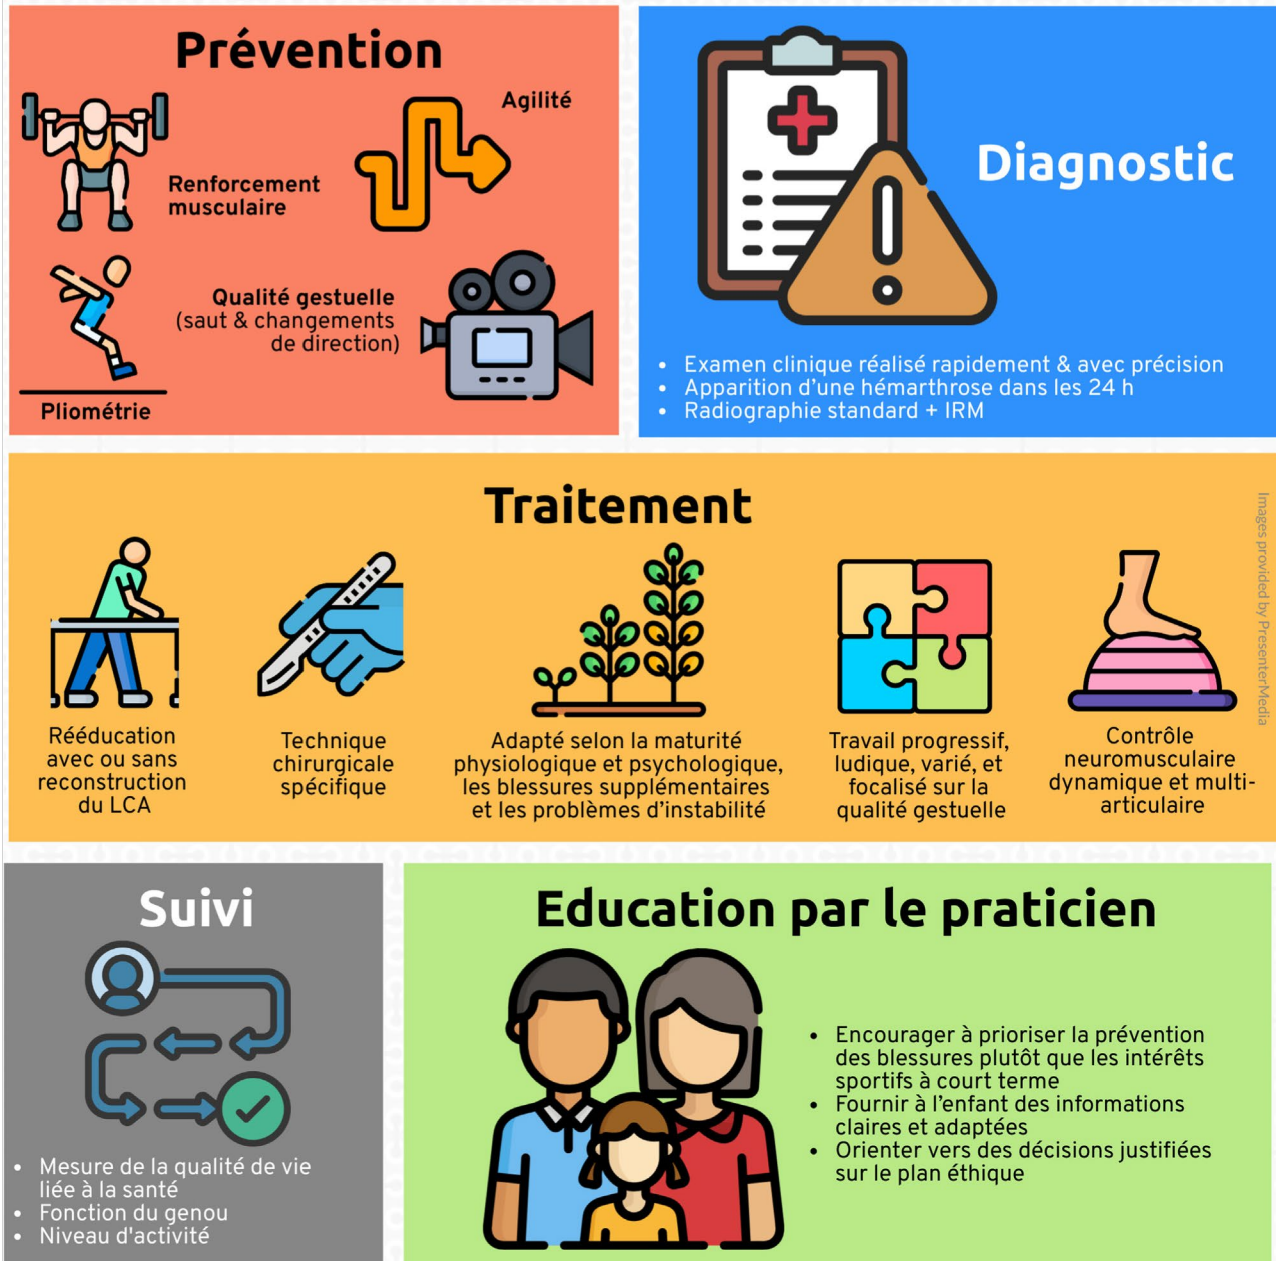 Prévention
Agilité
Renforcement
musculaire
Qualité gestuelle
(saut & changements
de direction)
Pliométrie
Diagnostic
• Examen clinique réalisé rapidement & avec précision
• Apparition d'une hémarthrose dans les 24 h
• Radiographie standard + IRM
Traitement
Rééducation
avec ou sans
reconstruction
du LCA
Technique
chirurgicale
spécifique
Adapté selon la maturité
physiologique et psychologique,
les blessures supplémentaires
et les problèmes d'instabilité
Travail progressif,
ludique, varié, et
focalisé sur la
qualité gestuelle
Contrôle
neuromusculaire
dynamique et multi-
articulaire
Images provided by PresenterMedia
Suivi
• Mesure de la qualité de vie
liée à la santé
• Fonction du genou
• Niveau d'activité
Education par le praticien
• Encourager à prioriser la prévention
des blessures plutôt que les intérêts
sportifs à court terme
• Fournir à l'enfant des informations
claires et adaptées
• Orienter vers des décisions justifiées
sur le plan éthique